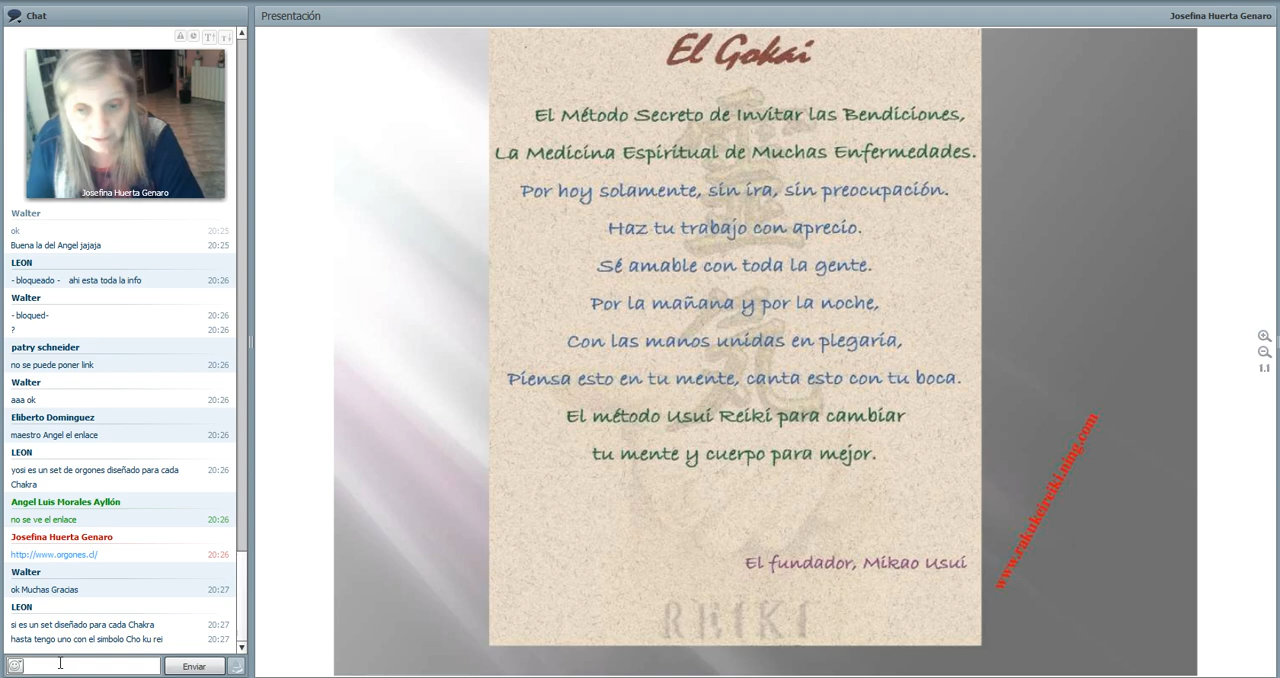 Chat
Josefina Huerta Genaro
Walter
ok 20:25
Buena la del Angel jajaja 20:25
LEON
- bloqueado - ahi esta toda la info 20:26
Walter
- bloqued- 20:26
? 20:26
patry schneider
no se puede poner link 20:26
Walter
aaa ok 20:26
Eliberto Dominguez
maestro Angel el enlace 20:26
LEON
yosi es un set de orgones diseñado para cada 20:26
Chakra
Angel Luis Morales Ayllón
no se ve el enlace 20:26
Josefina Huerta Genaro
http://www.orgones.cl/ 20:26
Walter
ok Muchas Gracias 20:27
LEON
si es un set diseñado para cada Chakra 20:27
hasta tengo uno con el simbolo Cho ku rei 20:27
Enviar
Presentación
Josefina Huerta Genaro
El Gokai
El Método Secreto de Invitar las Bendiciones,
La Medicina Espiritual de Muchas Enfermedades.
Por hoy solamente, sin ira, sin preocupación.
Haz tu trabajo con aprecio.
Sé amable con toda la gente.
Por la mañana y por la noche,
Con las manos unidas en plegaria,
Piensa esto en tu mente, canta esto con tu boca.
El método Usui Reiki para cambiar
tu mente y cuerpo para mejor.
El fundador, Mikao Usui
REIKI
www.rakukeireiki.ning.com
1.1